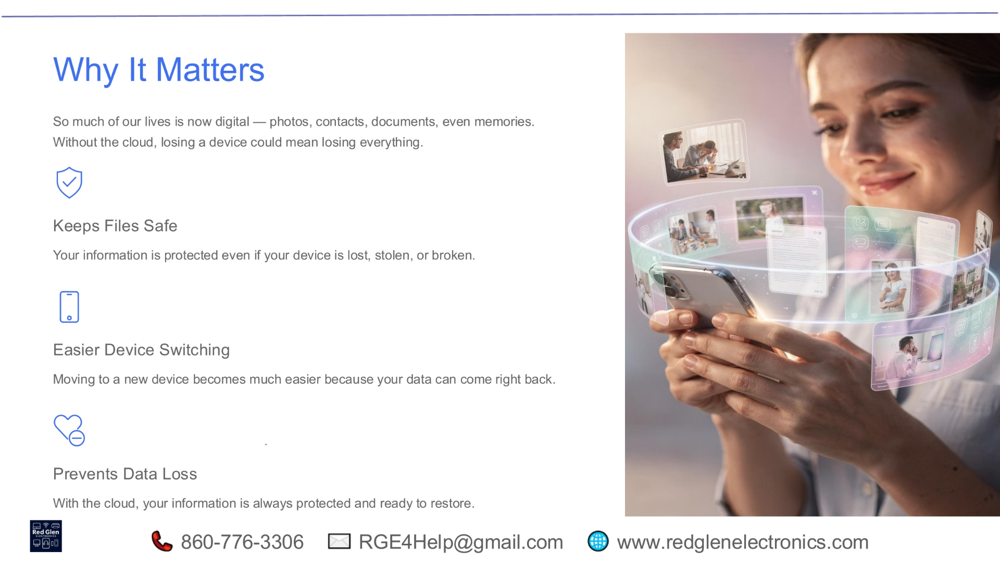 Why It Matters
So much of our lives is now digital — photos, contacts, documents, even memories.
Without the cloud, losing a device could mean losing everything.
Keeps Files Safe
Your information is protected even if your device is lost, stolen, or broken.
Easier Device Switching
Moving to a new device becomes much easier because your data can come right back.
.
Prevents Data Loss
With the cloud, your information is always protected and ready to restore.
Red Glen
ELECTRONICS
860-776-3306
RGE4Help@gmail.com
www.redglenelectronics.com